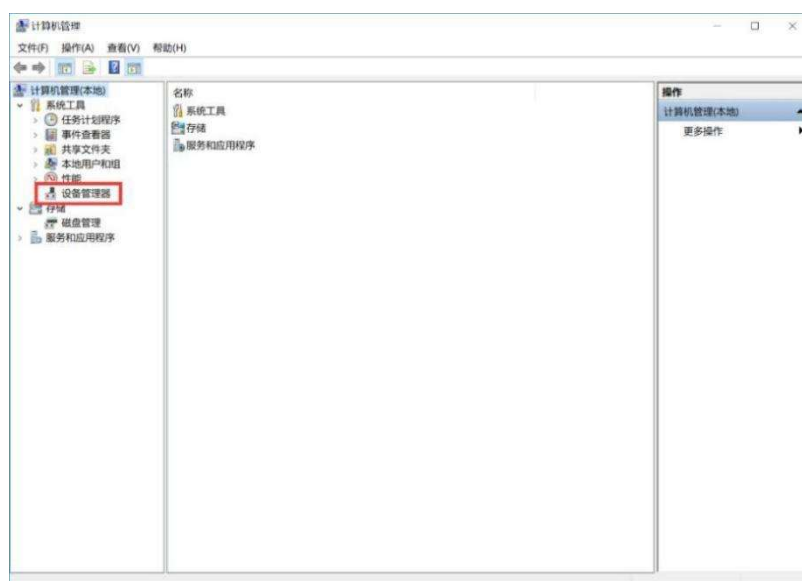 计算机管理
文件(F) 操作(A) 查看(V) 帮助(H)
计算机管理(本地)
系统工具
任务计划程序
事件查看器
共享文件夹
本地用户和组
性能
设备管理器
存储
磁盘管理
服务和应用程序
名称
系统工具
存储
服务和应用程序
操作
计算机管理(本地)
更多操作